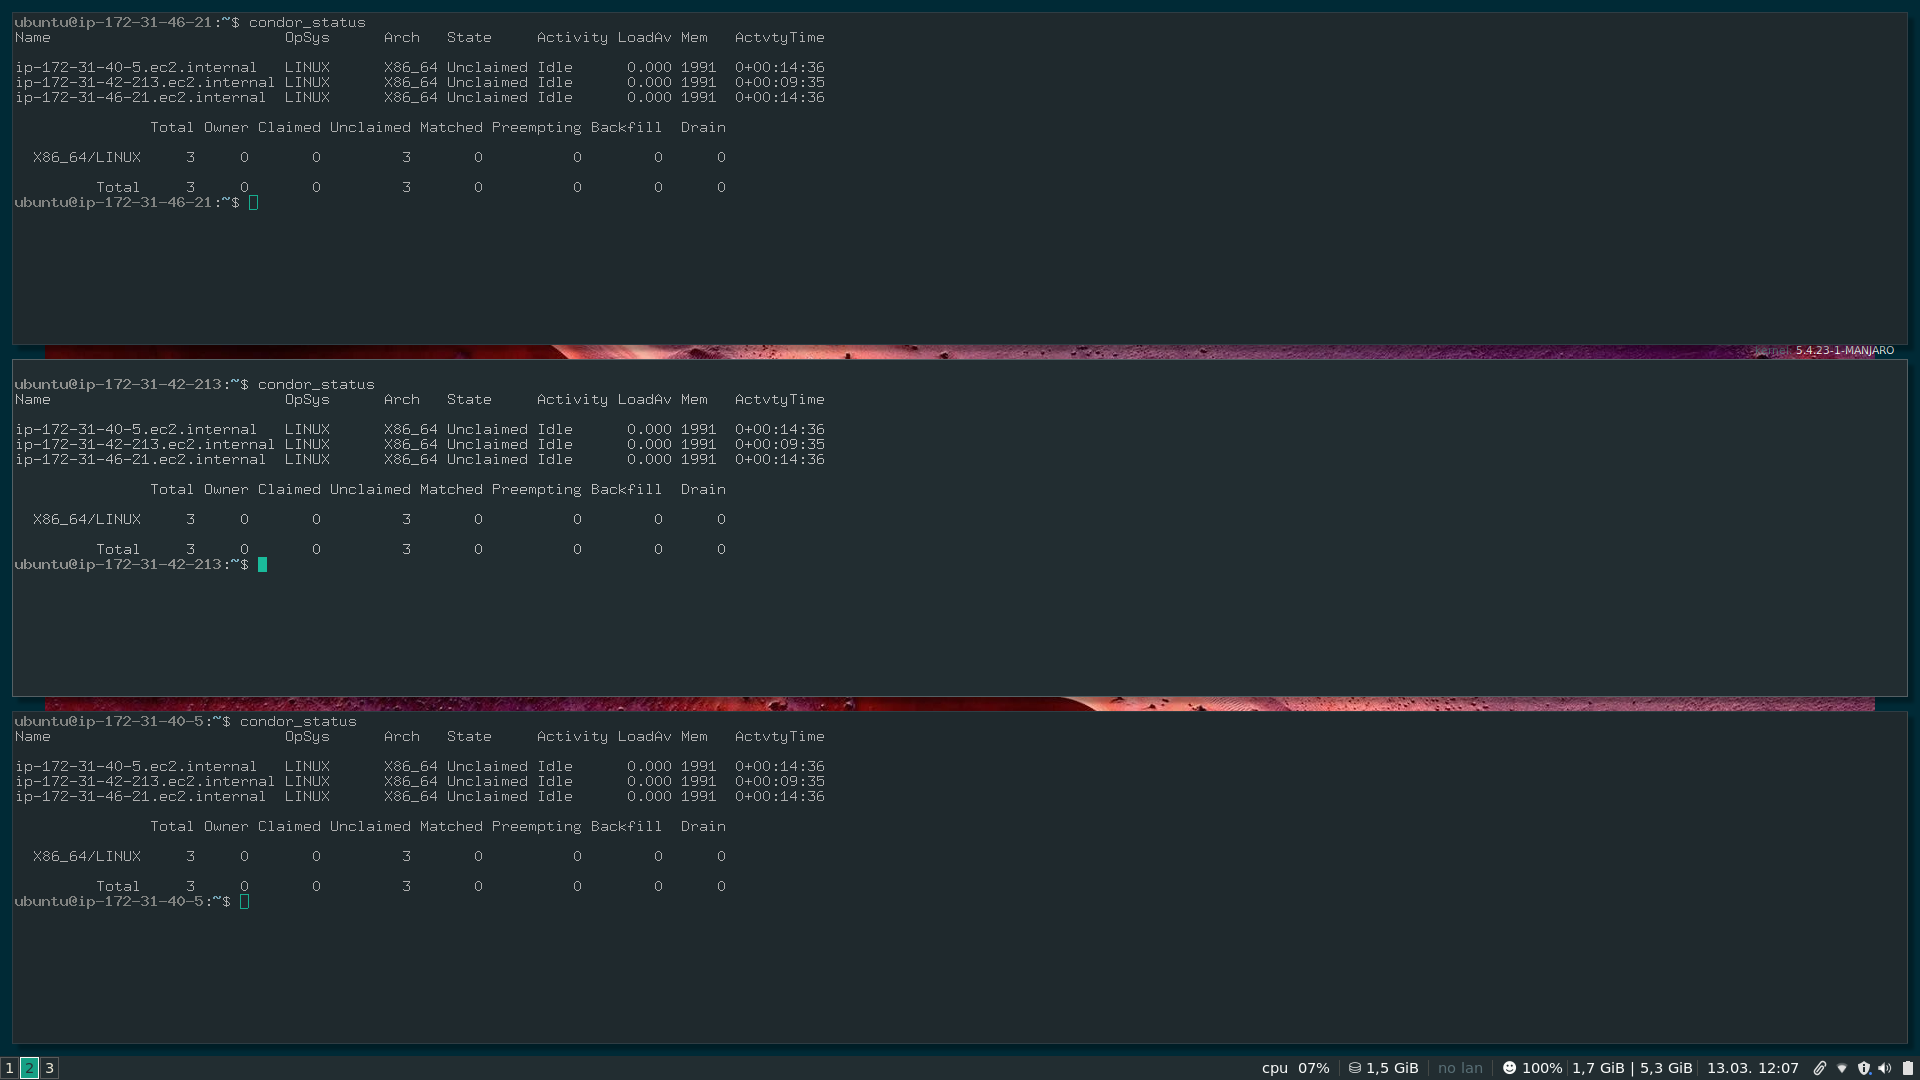 ubuntu@ip-172-31-46-21:~$ condor_status
Name                          OpSys      Arch   State     Activity LoadAv Mem   ActvtyTime
ip-172-31-40-5.ec2.internal   LINUX      X86_64 Unclaimed Idle      0.000 1991  0+00:14:36
ip-172-31-42-213.ec2.internal LINUX      X86_64 Unclaimed Idle      0.000 1991  0+00:09:35
ip-172-31-46-21.ec2.internal  LINUX      X86_64 Unclaimed Idle      0.000 1991  0+00:14:36
               Total Owner Claimed Unclaimed Matched Preempting Backfill  Drain
  X86_64/LINUX     3     0       0         3       0          0        0      0
         Total     3     0       0         3       0          0        0      0
ubuntu@ip-172-31-46-21:~$
5.4.23-1-MANJARO
ubuntu@ip-172-31-42-213:~$ condor_status
Name                          OpSys      Arch   State     Activity LoadAv Mem   ActvtyTime
ip-172-31-40-5.ec2.internal   LINUX      X86_64 Unclaimed Idle      0.000 1991  0+00:14:36
ip-172-31-42-213.ec2.internal LINUX      X86_64 Unclaimed Idle      0.000 1991  0+00:09:35
ip-172-31-46-21.ec2.internal  LINUX      X86_64 Unclaimed Idle      0.000 1991  0+00:14:36
               Total Owner Claimed Unclaimed Matched Preempting Backfill  Drain
  X86_64/LINUX     3     0       0         3       0          0        0      0
         Total     3     0       0         3       0          0        0      0
ubuntu@ip-172-31-42-213:~$
ubuntu@ip-172-31-40-5:~$ condor_status
Name                          OpSys      Arch   State     Activity LoadAv Mem   ActvtyTime
ip-172-31-40-5.ec2.internal   LINUX      X86_64 Unclaimed Idle      0.000 1991  0+00:14:36
ip-172-31-42-213.ec2.internal LINUX      X86_64 Unclaimed Idle      0.000 1991  0+00:09:35
ip-172-31-46-21.ec2.internal  LINUX      X86_64 Unclaimed Idle      0.000 1991  0+00:14:36
               Total Owner Claimed Unclaimed Matched Preempting Backfill  Drain
  X86_64/LINUX     3     0       0         3       0          0        0      0
         Total     3     0       0         3       0          0        0      0
ubuntu@ip-172-31-40-5:~$
1 2 3 cpu 07% 1,5 GiB no lan 100% 1,7 GiB | 5,3 GiB 13.03. 12:07